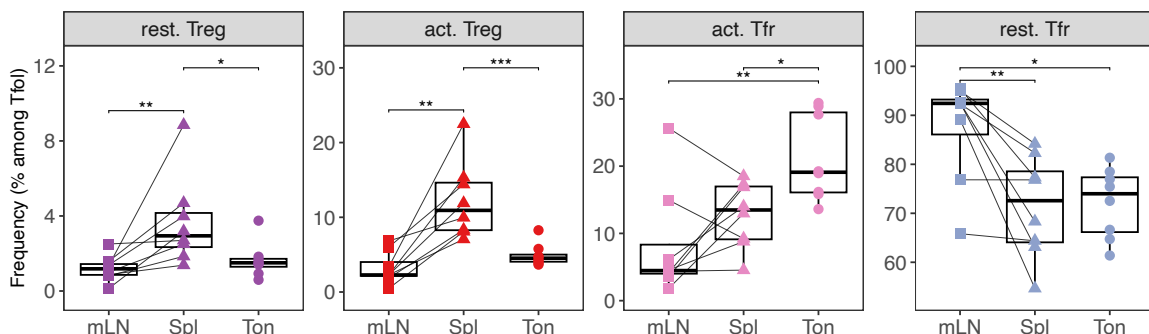 rest. Treg
act. Treg
act. Tfr
rest. Tfr
Frequency (% among Tfol)
12
8
4
0
**
*
mLN
Spl
Ton
30
20
10
0
**
***
mLN
Spl
Ton
30
20
10
0
**
*
mLN
Spl
Ton
100
90
80
70
60
*
**
mLN
Spl
Ton